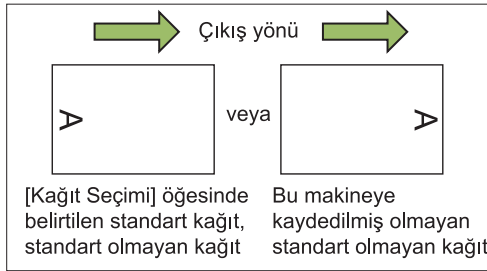 Çıkış yönü
A
veya
A
[Kağıt Seçimi] öğesinde
belirtilen standart kağıt,
standart olmayan kağıt
Bu makineye
kaydedilmiş olmayan
standart olmayan kağıt